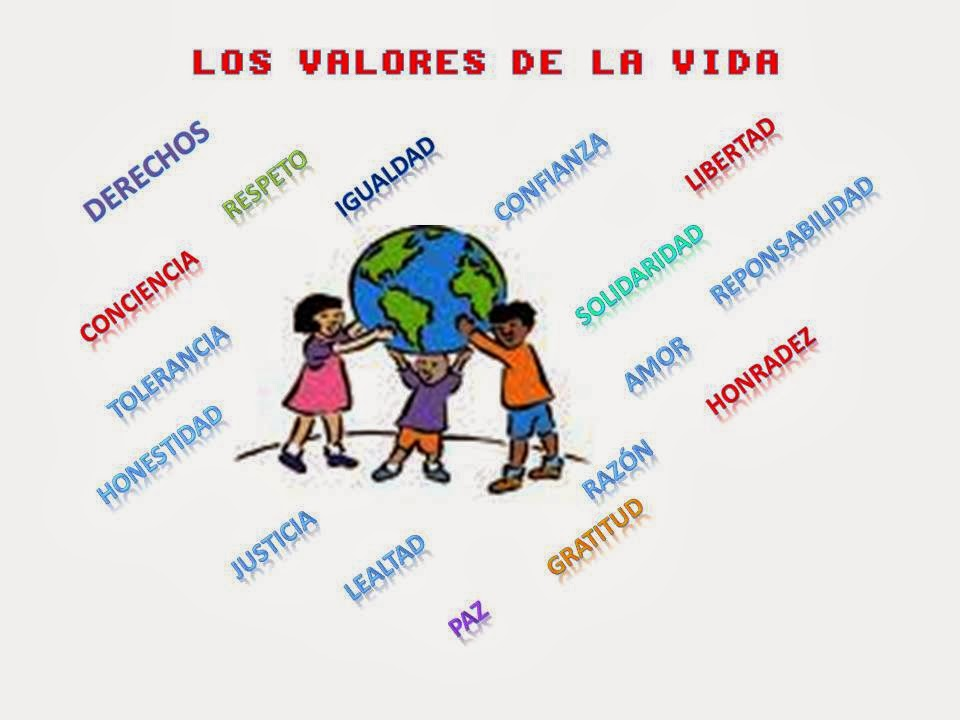 LOS VALORES DE LA VIDA
DERECHOS
RESPETO
IGUALDAD
CONFIANZA
LIBERTAD
CONCIENCIA
SOLIDARIDAD
REPONSABILIDAD
TOLERANCIA
AMOR
HONRADEZ
HONESTIDAD
RAZÓN
JUSTICIA
LEALTAD
GRATITUD
PAZ